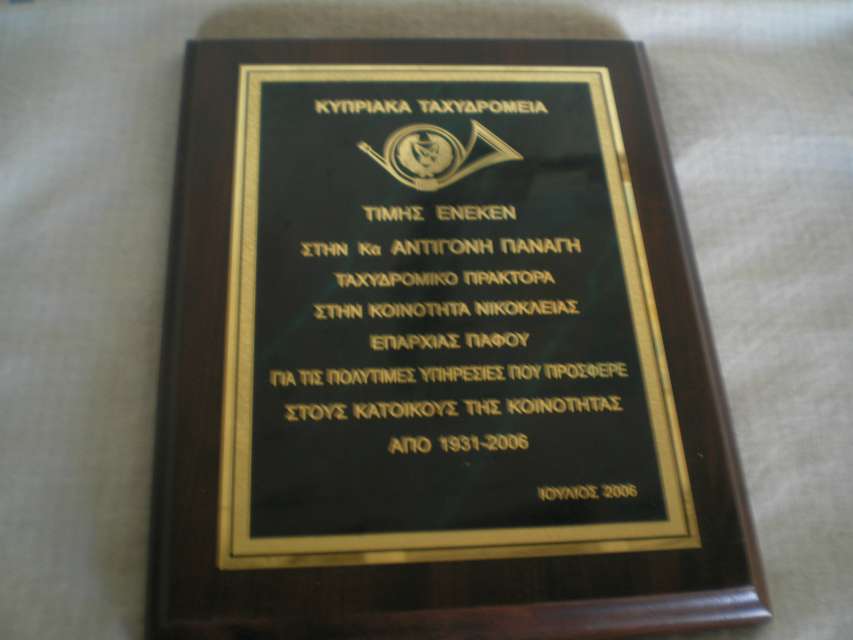 ΚΥΠΡΙΑΚΑ ΤΑΧΥΔΡΟΜΕΙΑ
ΤΙΜΗΣ ΕΝΕΚΕΝ
ΣΤΗΝ Κα ΑΝΤΙΓΟΝΗ ΠΑΝΑΓΗ
ΤΑΧΥΔΡΟΜΙΚΟ ΠΡΑΚΤΟΡΑ
ΣΤΗΝ ΚΟΙΝΟΤΗΤΑ ΝΙΚΟΚΛΕΙΑΣ
ΕΠΑΡΧΙΑΣ ΠΑΦΟΥ
ΓΙΑ ΤΙΣ ΠΟΛΥΤΙΜΕΣ ΥΠΗΡΕΣΙΕΣ ΠΟΥ ΠΡΟΣΦΕΡΕ
ΣΤΟΥΣ ΚΑΤΟΙΚΟΥΣ ΤΗΣ ΚΟΙΝΟΤΗΤΑΣ
ΑΠΟ 1931-2006
ΙΟΥΛΙΟΣ 2006